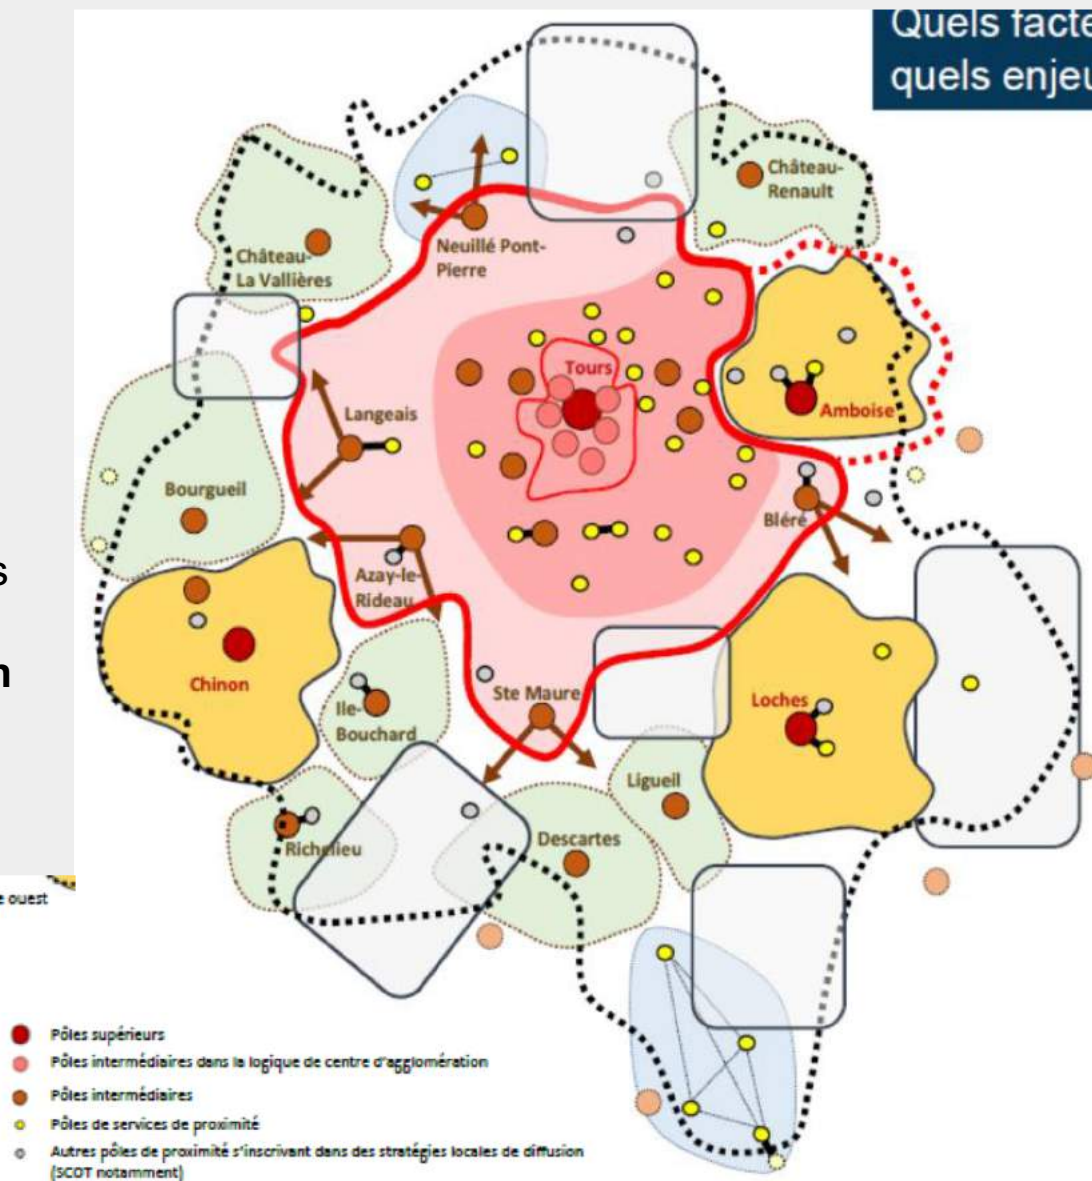 Quels facte
quels enjeu
Château-
Renault
Neuillé Pont-
Pierre
Château-
La Vallières
Tours
Amboise
Langeais
Bourgueil
Bléré
s
Azay-le-
Rideau
n
Chinon
Ste Maure
Loches
Ile-
Bouchard
Ligueil
Descartes
Richelieu
e ouest
Pôles supérieurs
Pôles intermédiaires dans la logique de centre d'agglomération
Pôles intermédiaires
Pôles de services de proximité
Autres pôles de proximité s'inscrivant dans des stratégies locales de diffusion
(SCOT notamment)